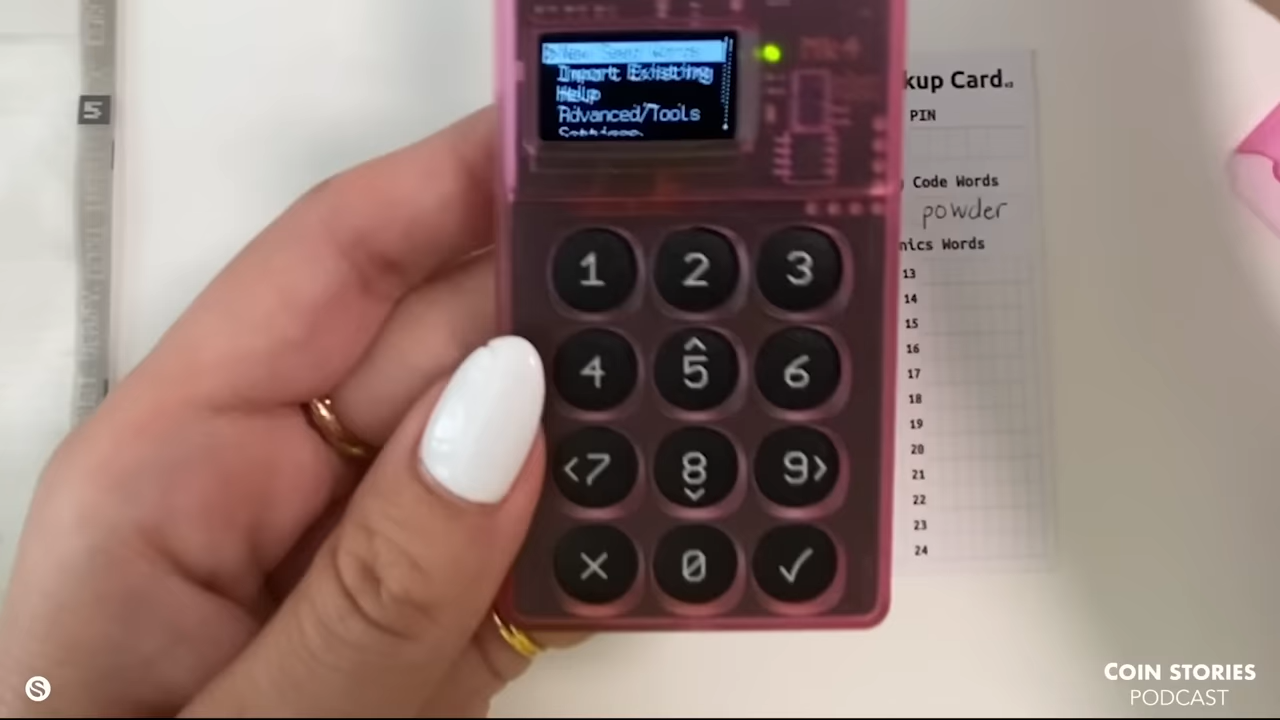 New Seed Words
Import Existing
Help
Advanced/Tools
Settings
Mk4
kup Card
PIN
Code Words
powder
nics Words
13
14
15
16
17
18
19
20
21
22
23
24
1 2 3
4 5 6
<7 8 9>
× 0 ✓
5
S
COIN STORIES
PODCAST